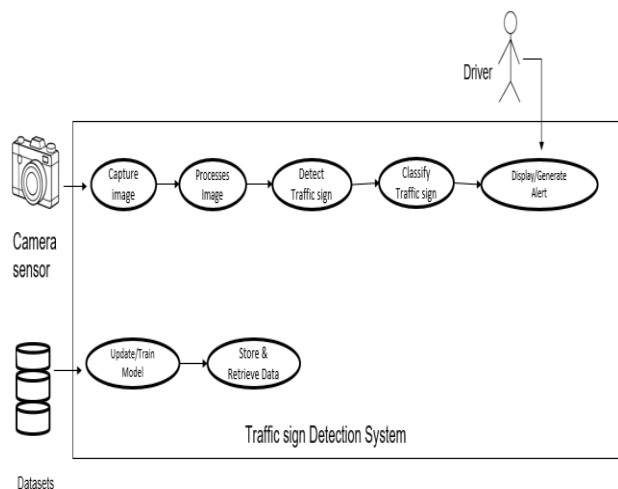 Driver
Capture
image
Processes
Image
Detect
Traffic sign
Classify
Traffic sign
Display/Generate
Alert
Camera
sensor
Update/Train
Model
Store &
Retrieve Data
Traffic sign Detection System
Datasets